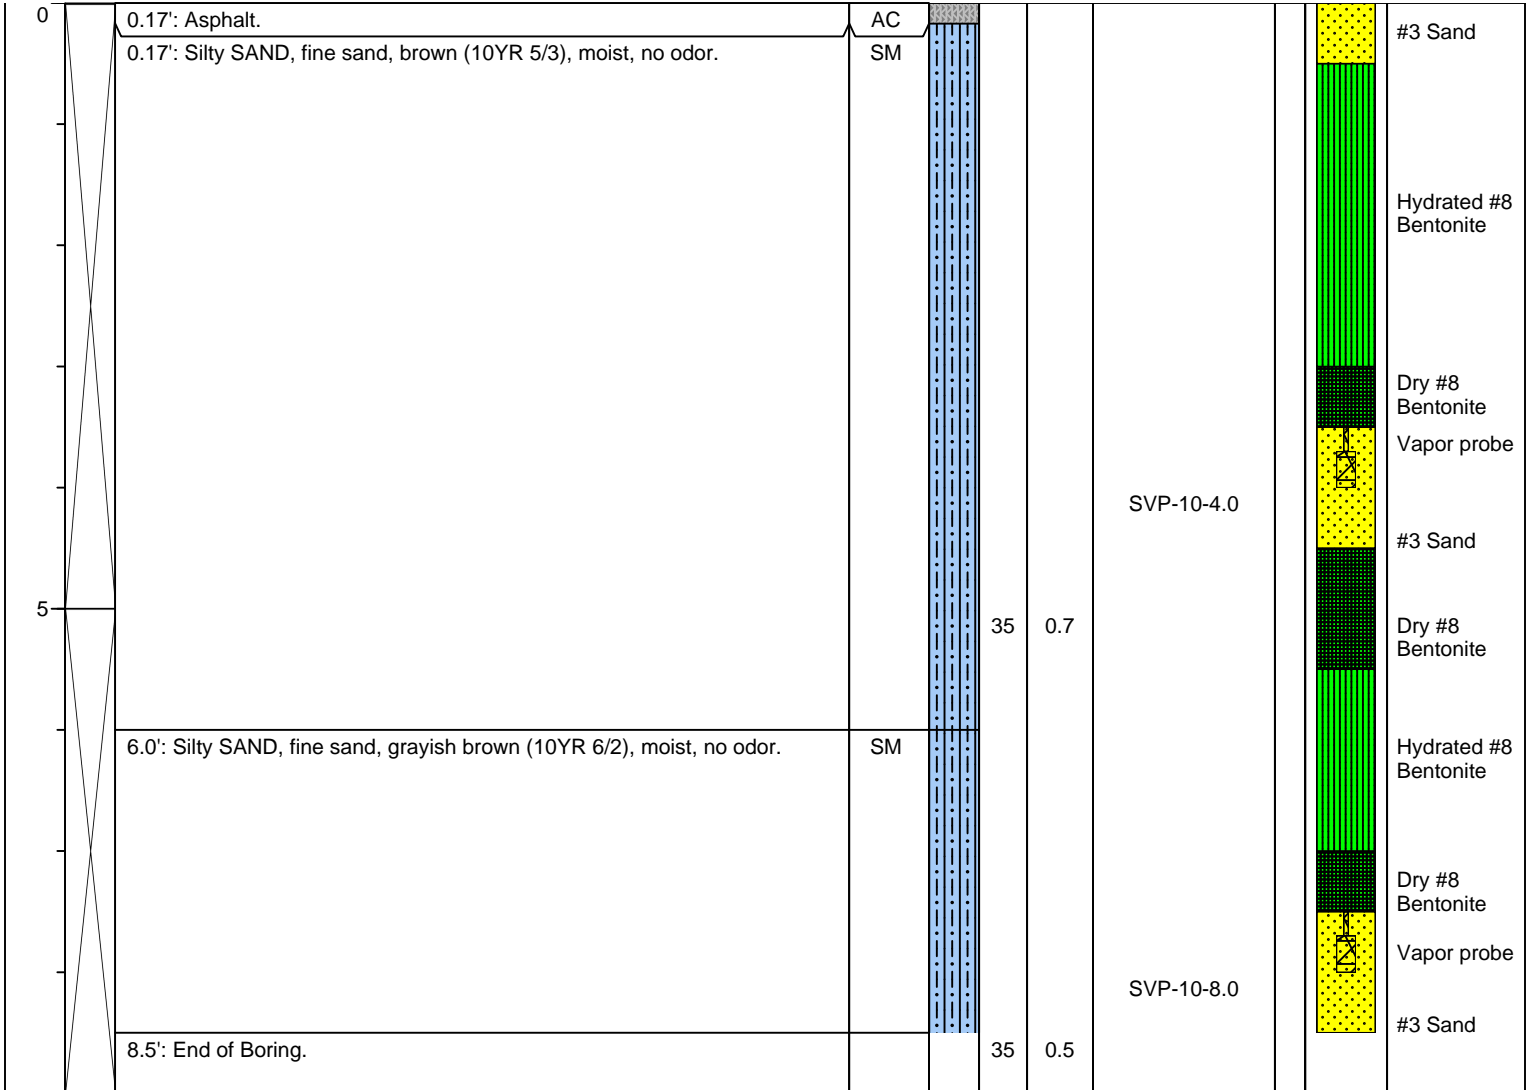 0
0.17': Asphalt.
AC
#3 Sand
0.17': Silty SAND, fine sand, brown (10YR 5/3), moist, no odor.
SM
Hydrated #8
Bentonite
Dry #8
Bentonite
Vapor probe
SVP-10-4.0
#3 Sand
5
35
0.7
Dry #8
Bentonite
6.0': Silty SAND, fine sand, grayish brown (10YR 6/2), moist, no odor.
SM
Hydrated #8
Bentonite
Dry #8
Bentonite
Vapor probe
SVP-10-8.0
#3 Sand
8.5': End of Boring.
35
0.5